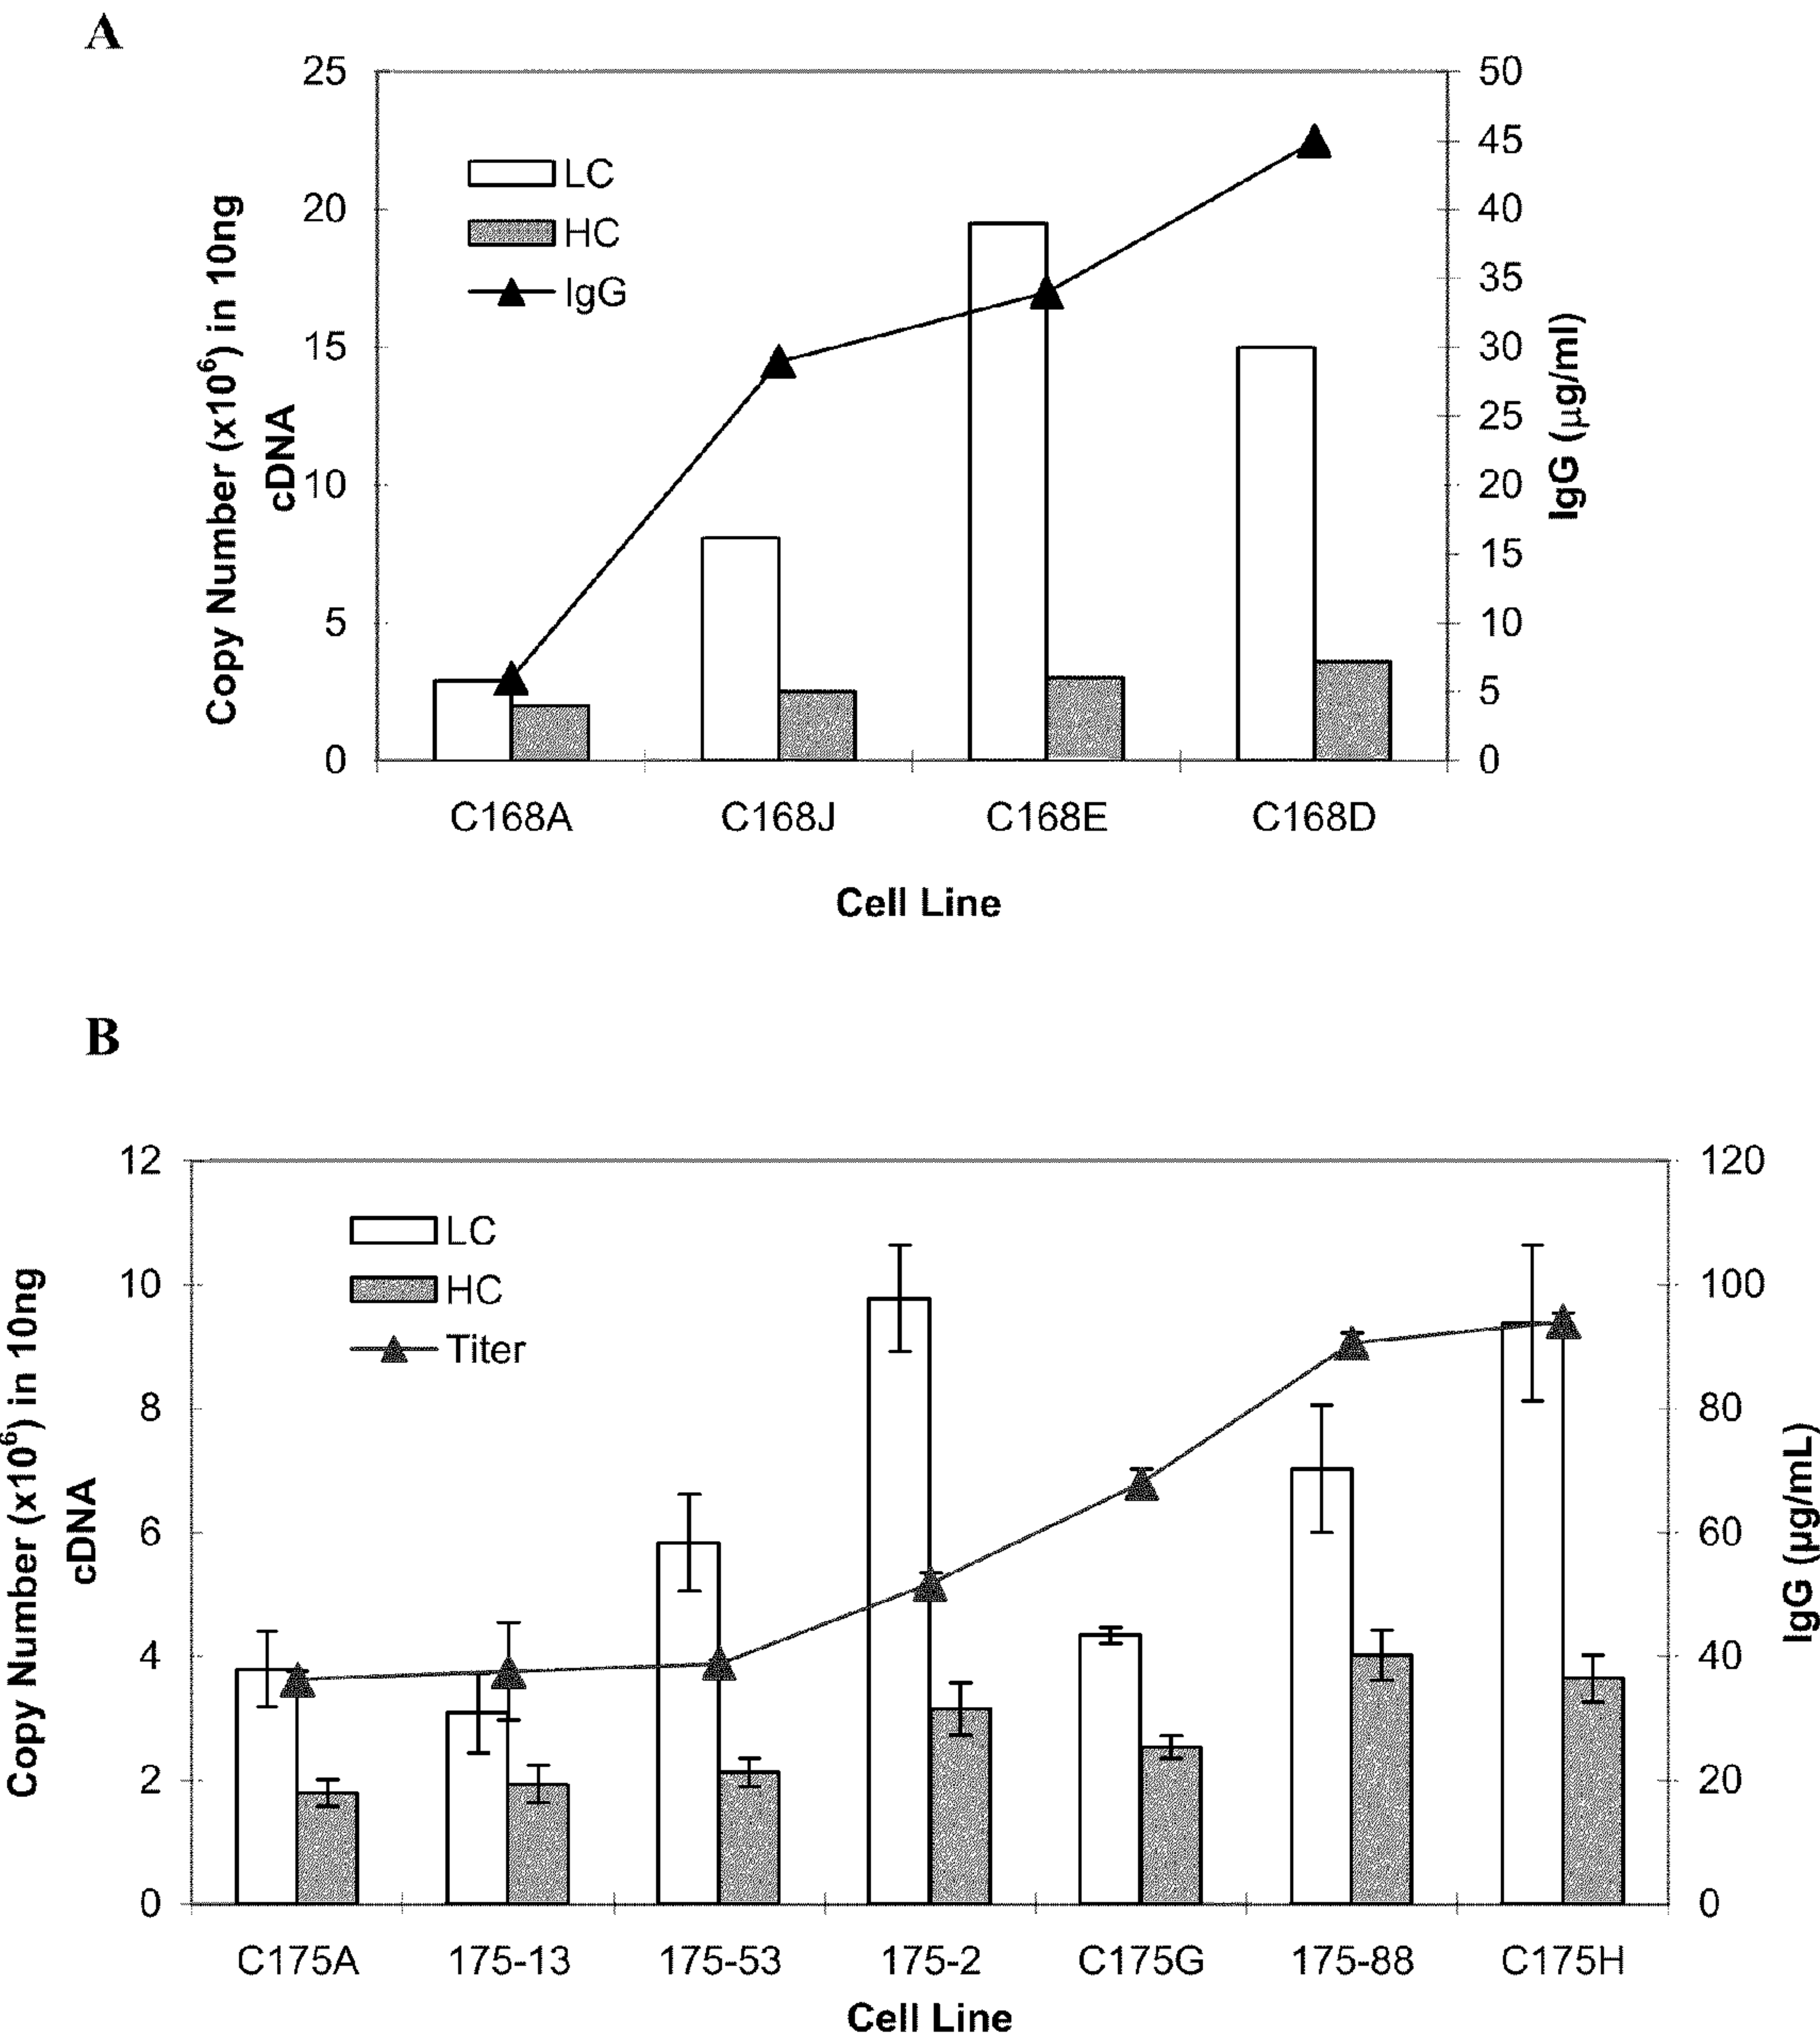 A
25
20
15
10
5
0
50
45
40
35
30
25
20
15
10
5
0
LC
HC
IgG
Copy Number (x10⁶) in 10ng
cDNA
IgG (µg/ml)
C168A C168J C168E C168D
Cell Line
B
12
10
8
6
4
2
0
120
100
80
60
40
20
0
LC
HC
Titer
Copy Number (x10⁶) in 10ng
cDNA
IgG (µg/mL)
C175A 175-13 175-53 175-2 C175G 175-88 C175H
Cell Line